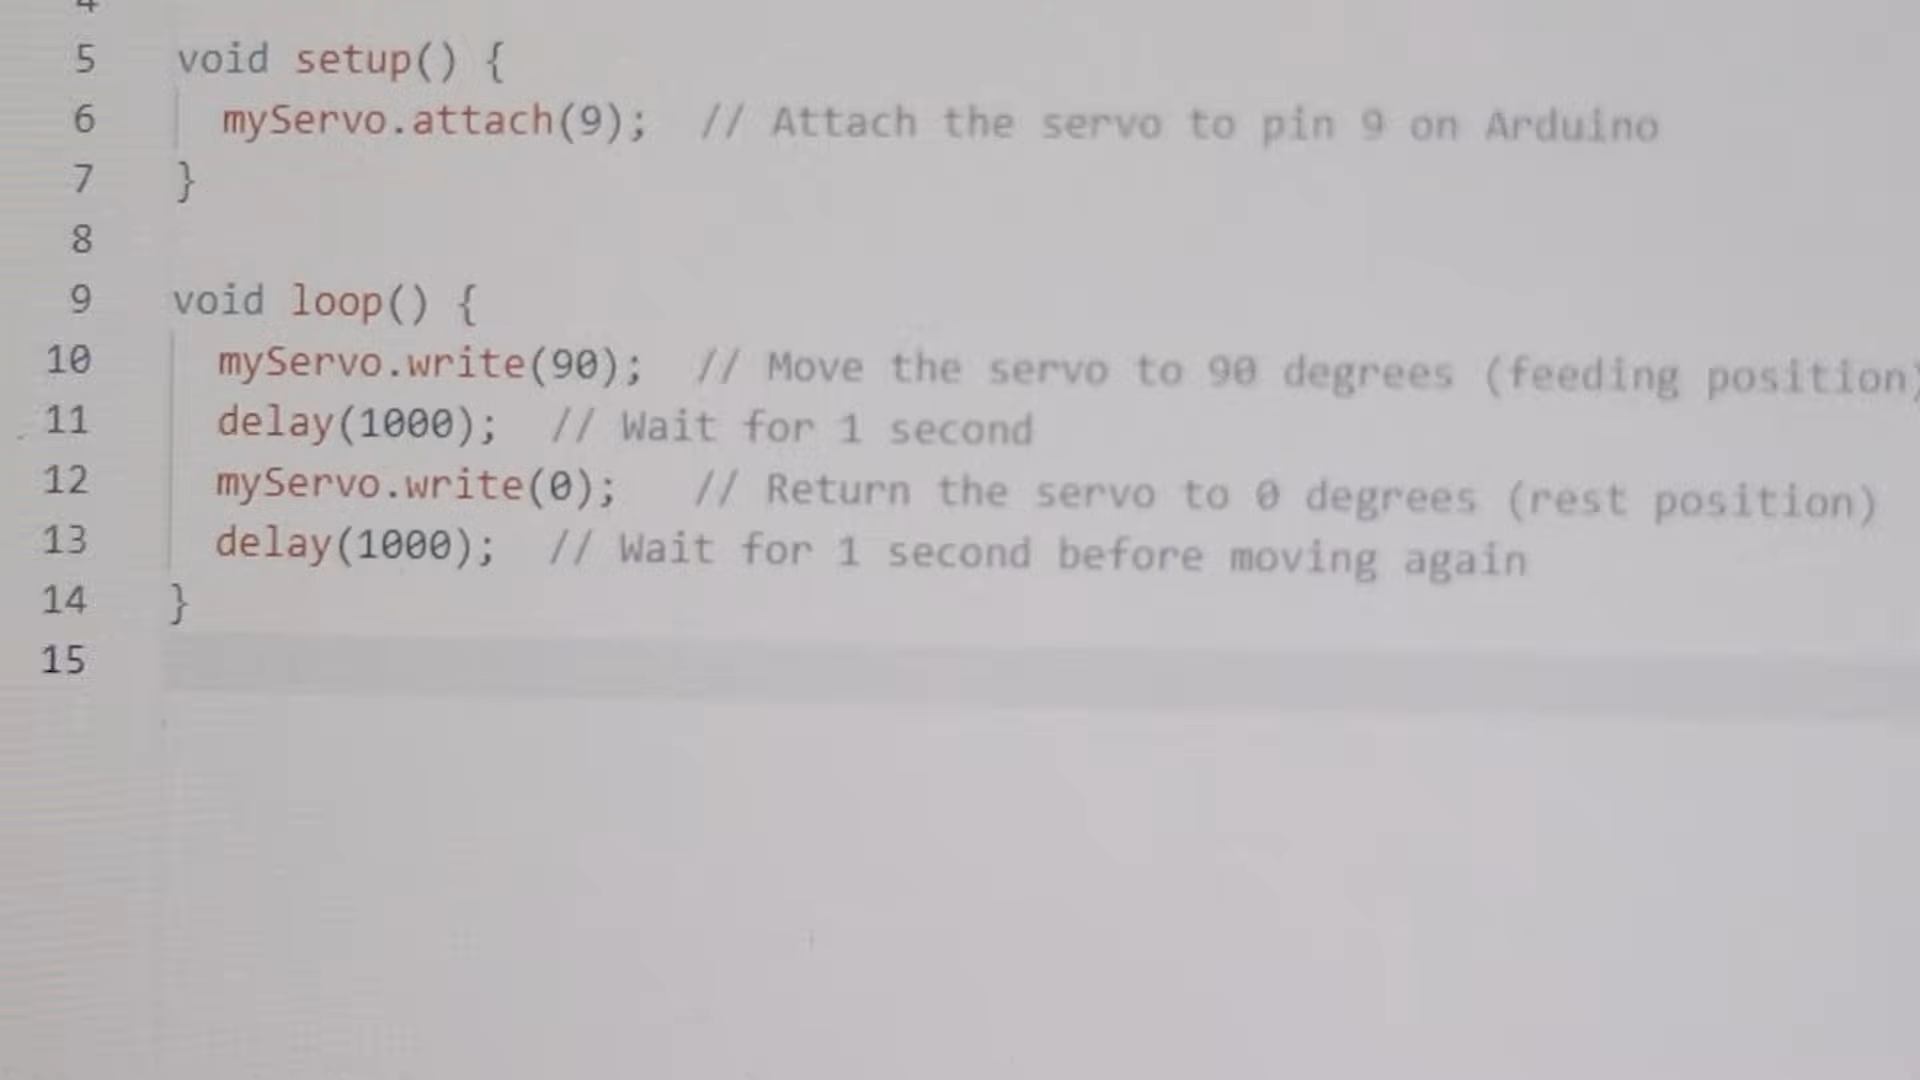 4
5 void setup() {
6 myServo.attach(9); // Attach the servo to pin 9 on Arduino
7 }
8
9 void loop() {
10 myServo.write(90); // Move the servo to 90 degrees (feeding position)
11 delay(1000); // Wait for 1 second
12 myServo.write(0); // Return the servo to 0 degrees (rest position)
13 delay(1000); // Wait for 1 second before moving again
14 }
15